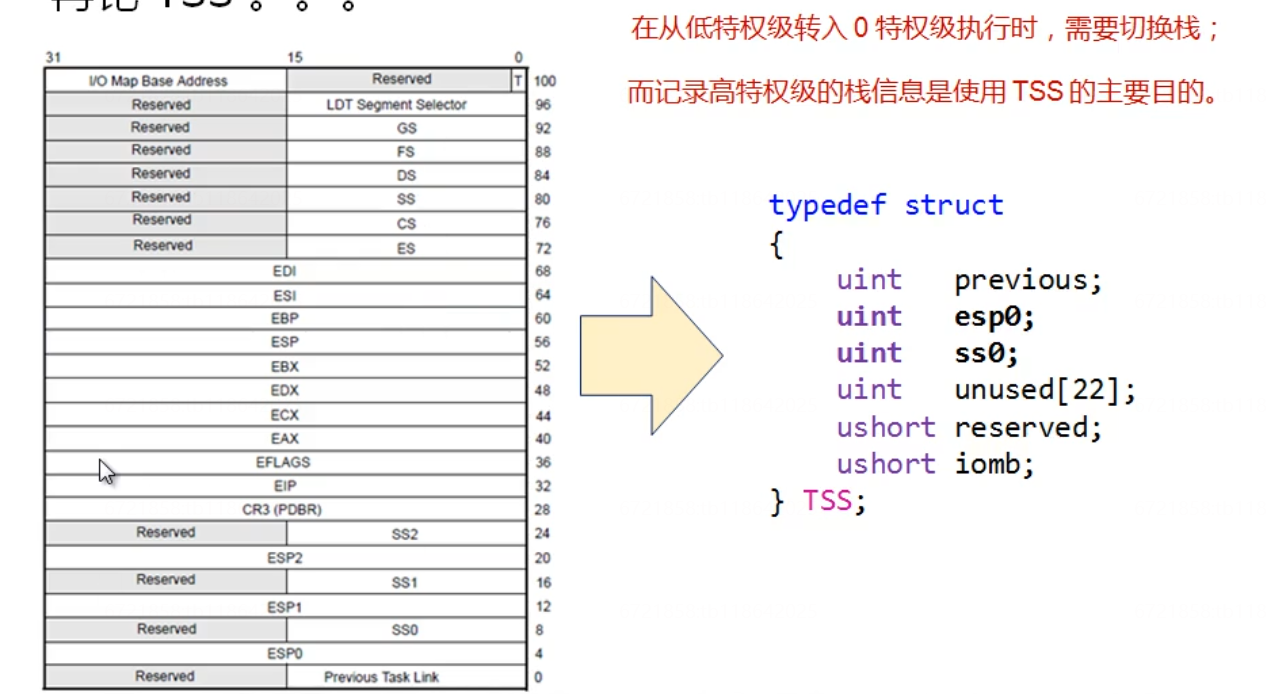 再论 TSS 。。。
在从低特权级转入 0 特权级执行时，需要切换栈；
而记录高特权级的栈信息是使用 TSS 的主要目的。
31 15 0
I/O Map Base Address Reserved T 100
Reserved LDT Segment Selector 96
Reserved GS 92
Reserved FS 88
Reserved DS 84
Reserved SS 80
Reserved CS 76
Reserved ES 72
EDI 68
ESI 64
EBP 60
ESP 56
EBX 52
EDX 48
ECX 44
EAX 40
EFLAGS 36
EIP 32
CR3 (PDBR) 28
Reserved SS2 24
ESP2 20
Reserved SS1 16
ESP1 12
Reserved SS0 8
ESP0 4
Reserved Previous Task Link 0
typedef struct
{
uint previous;
uint esp0;
uint ss0;
uint unused[22];
ushort reserved;
ushort iomb;
} TSS;